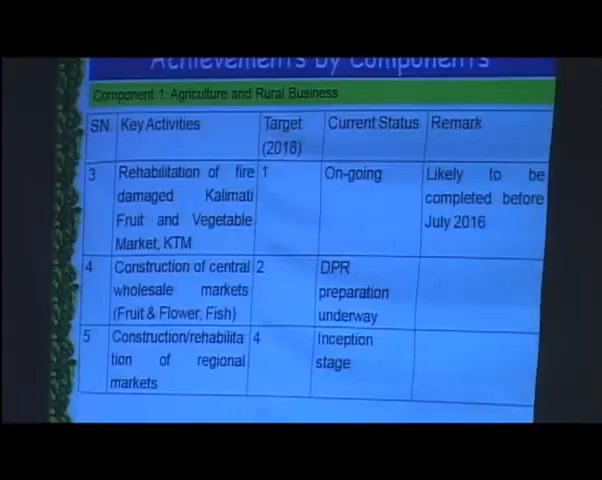 Achievements by Components
Component 1: Agriculture and Rural Business
SN Key Activities Target (2018) Current Status Remark
3 Rehabilitation of fire damaged Kalimati Fruit and Vegetable Market, KTM 1 On-going Likely to be completed before July 2016
4 Construction of central wholesale markets (Fruit & Flower, Fish) 2 DPR preparation underway
5 Construction/rehabilitation of regional markets 4 Inception stage